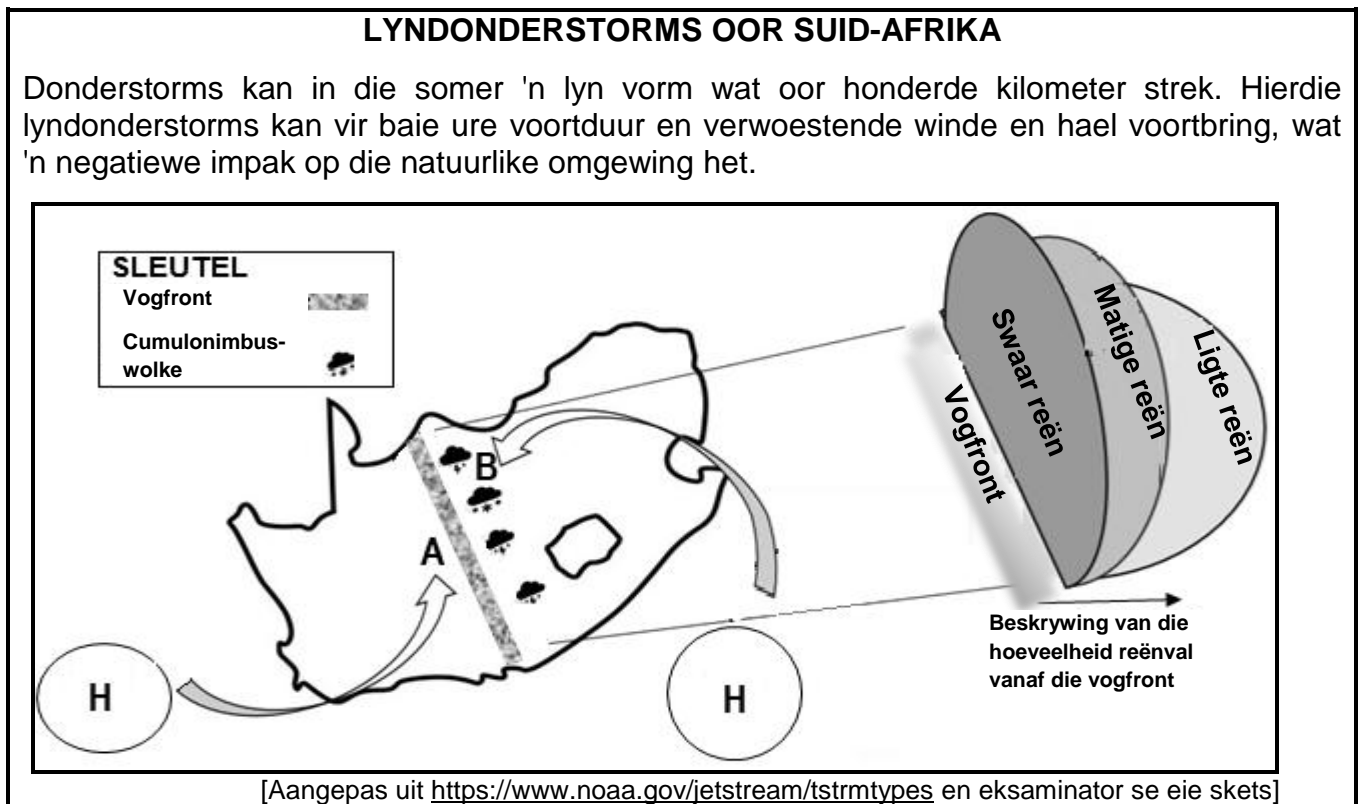 LYNDONDERSTORMS OOR SUID-AFRIKA
Donderstorms kan in die somer 'n lyn vorm wat oor honderde kilometer strek. Hierdie
lyndonderstorms kan vir baie ure voortduur en verwoestende winde en hael voortbring, wat
'n negatiewe impak op die natuurlike omgewing het.
SLEUTEL
Vogfront
Cumulonimbus-
wolke
A
B
H
H
Vogfront
Swaar reën
Matige reën
Ligte reën
Beskrywing van die
hoeveelheid reënval
vanaf die vogfront
[Aangepas uit https://www.noaa.gov/jetstream/tstrmtypes en eksaminator se eie skets]